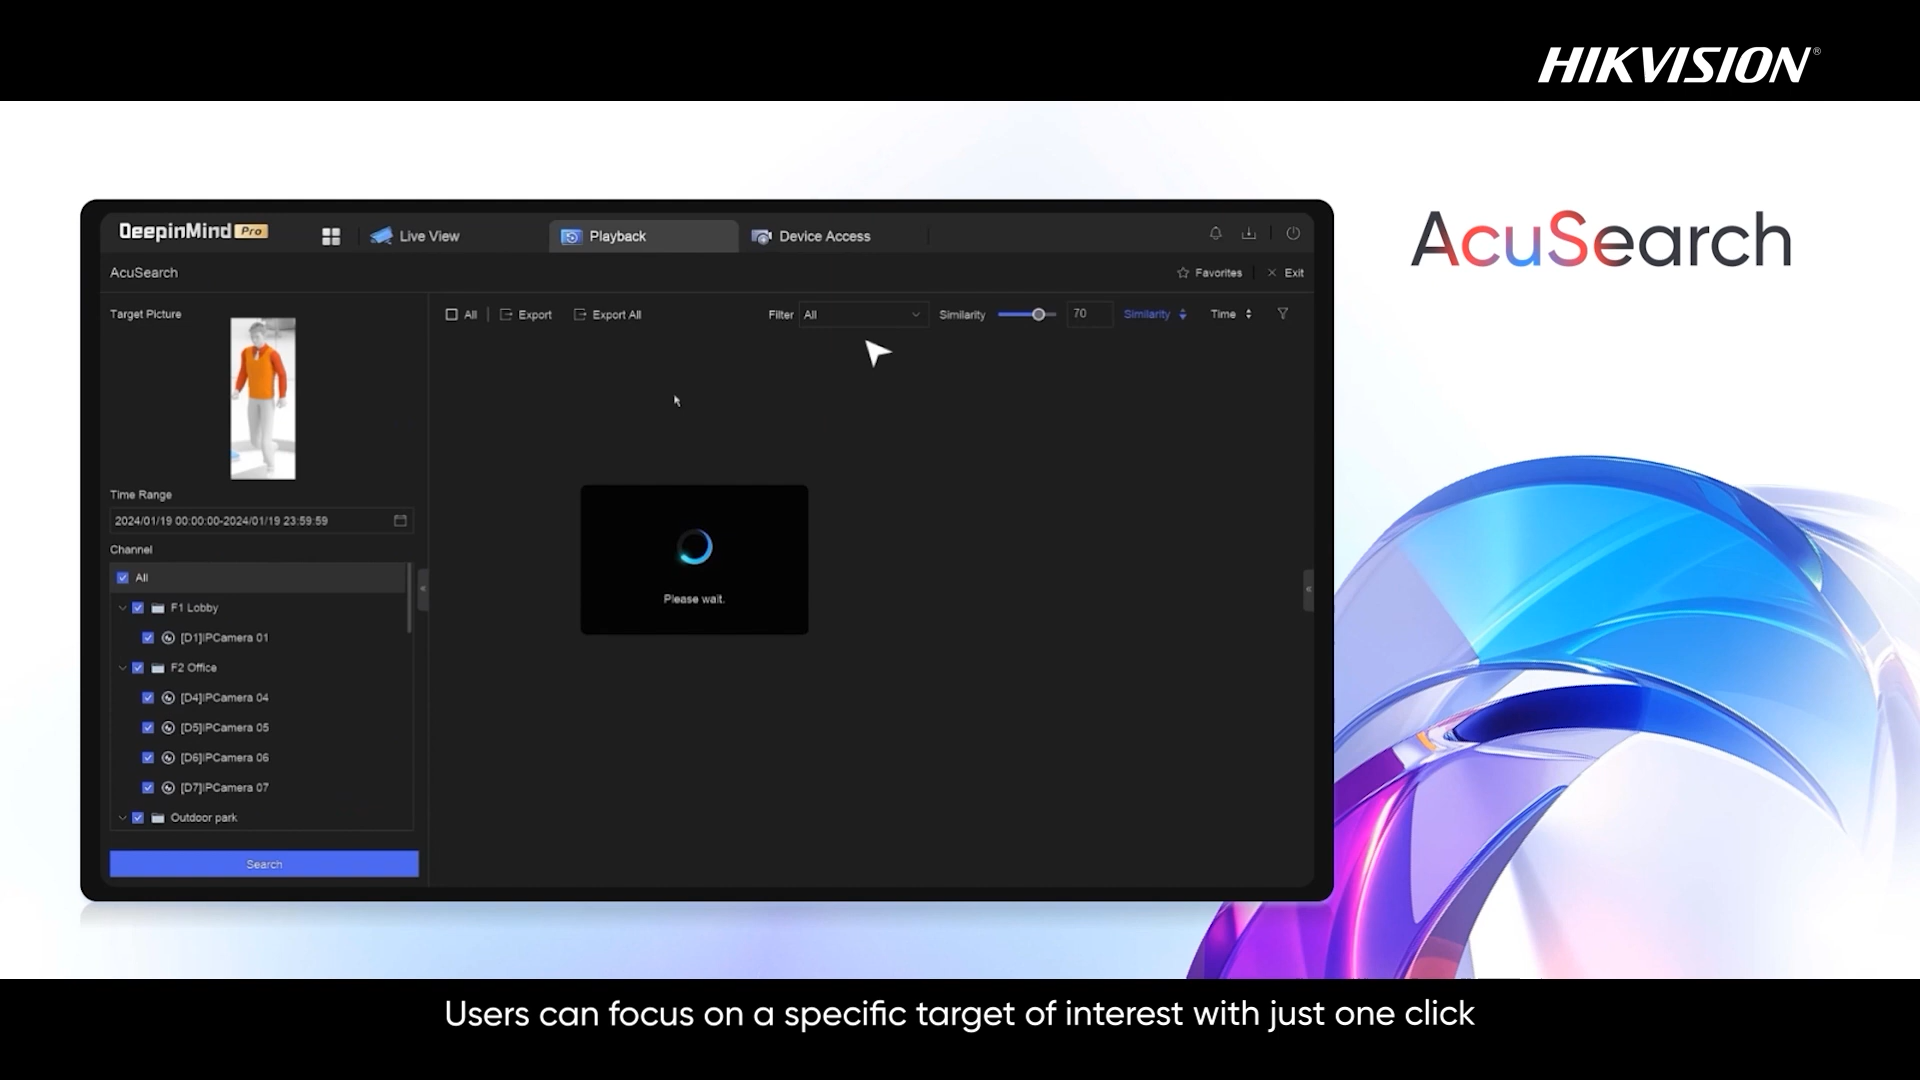 HIKVISION®
AcuSearch
DeepinMind Pro
Live View
Playback
Device Access
AcuSearch
Favorites
Exit
Target Picture
All
Export
Export All
Filter
All
Similarity
70
Similarity
Time
Time Range
2024/01/19 00:00:00-2024/01/19 23:59:59
Channel
All
F1 Lobby
[D1]IPCamera 01
F2 Office
[D4]IPCamera 04
[D5]IPCamera 05
[D6]IPCamera 06
[D7]IPCamera 07
Outdoor park
Search
Please wait.
Users can focus on a specific target of interest with just one click